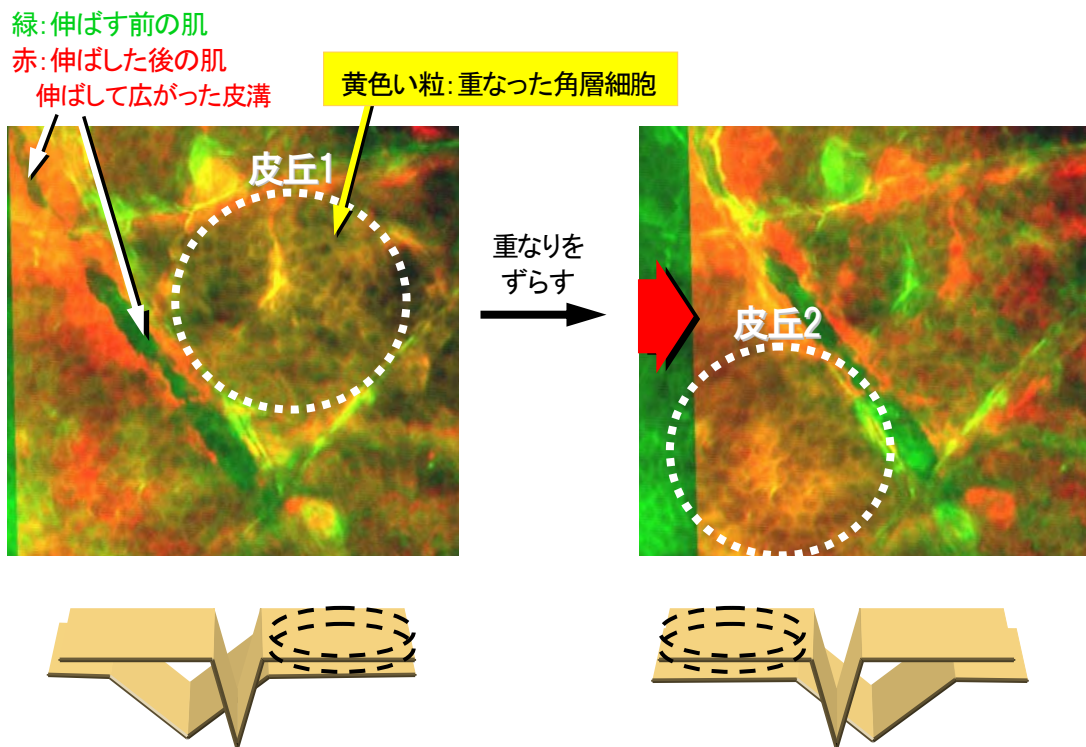 緑：伸ばす前の肌
赤：伸ばした後の肌
伸ばして広がった皮溝
黄色い粒：重なった角層細胞
皮丘1
重なりを
ずらす
皮丘2